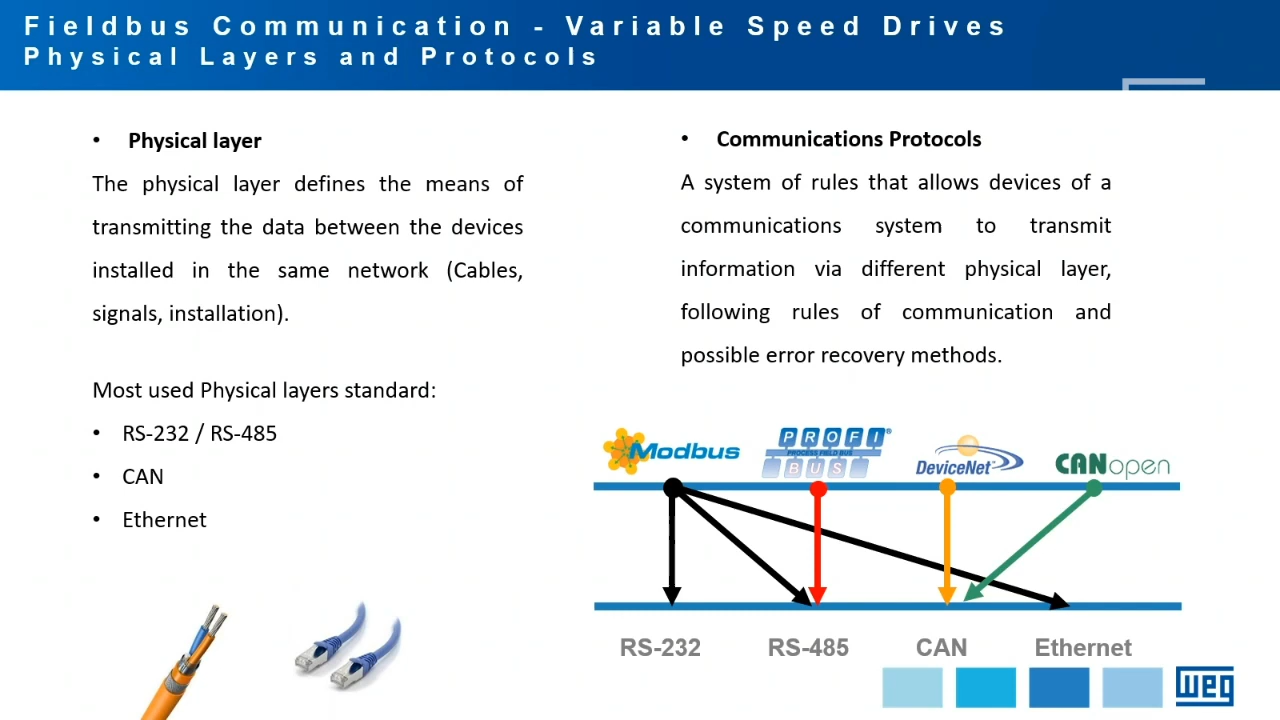 Fieldbus Communication - Variable Speed Drives
Physical Layers and Protocols
• Physical layer
The physical layer defines the means of
transmitting the data between the devices
installed in the same network (Cables,
signals, installation).
Most used Physical layers standard:
• RS-232 / RS-485
• CAN
• Ethernet
• Communications Protocols
A system of rules that allows devices of a
communications system to transmit
information via different physical layer,
following rules of communication and
possible error recovery methods.
Modbus
PROFI®
PROCESS FIELD BUS
BUS
DeviceNet™
CANopen
RS-232 RS-485 CAN Ethernet
weg